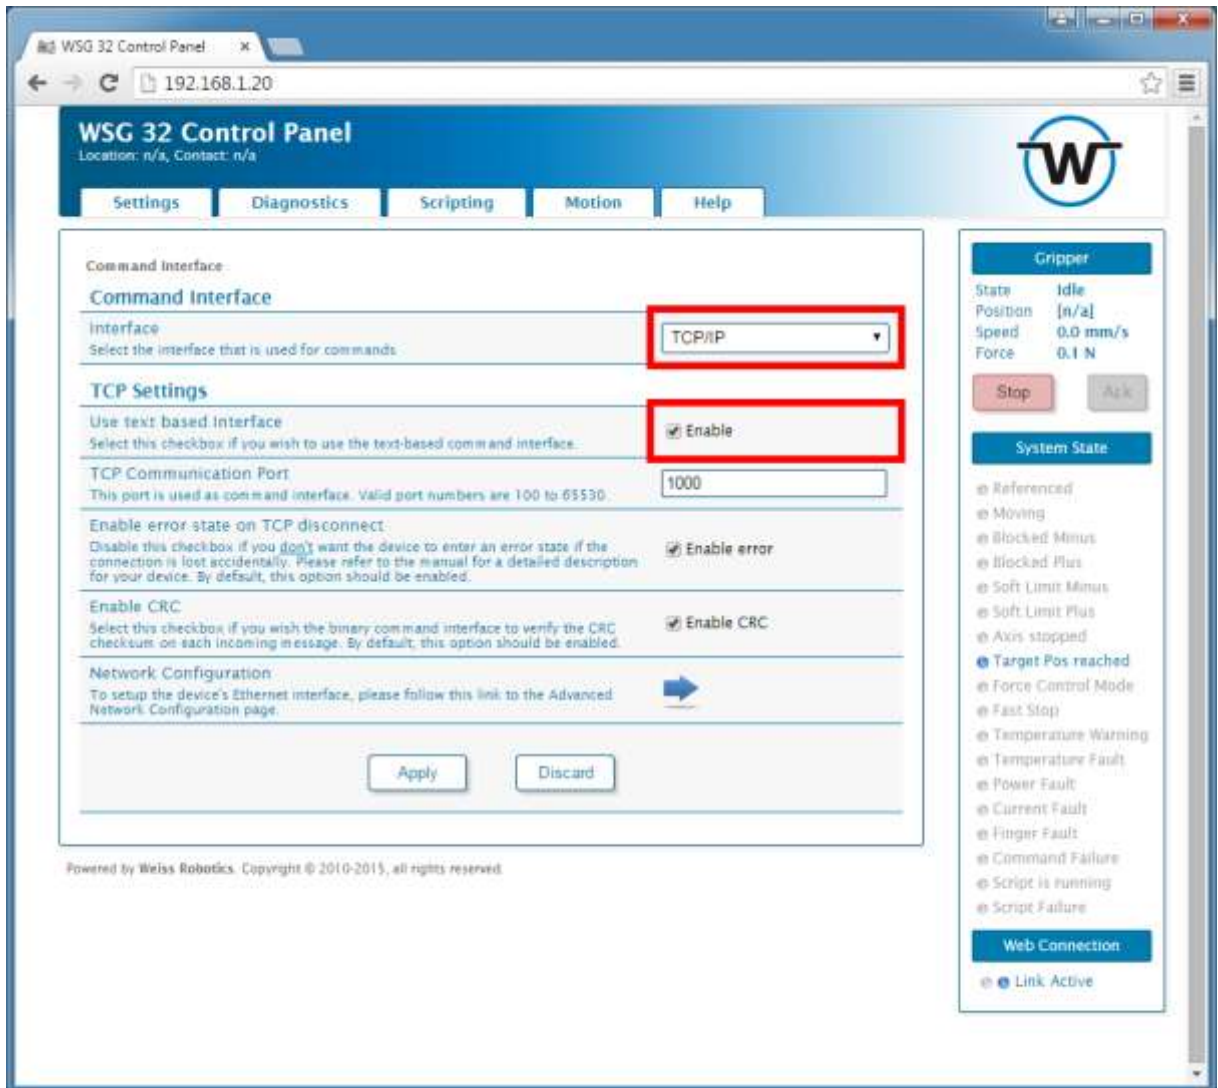 WSG 32 Control Panel
192.168.1.20
WSG 32 Control Panel
Location: n/a, Contact: n/a
Settings Diagnostics Scripting Motion Help
W
Command Interface
Command Interface
Interface
Select the interface that is used for commands
TCP/IP
TCP Settings
Use text based Interface
Select this checkbox if you wish to use the text-based command interface.
Enable
TCP Communication Port
This port is used as command interface. Valid port numbers are 100 to 65530.
1000
Enable error state on TCP disconnect
Disable this checkbox if you don't want the device to enter an error state if the
connection is lost accidentally. Please refer to the manual for a detailed description
for your device. By default, this option should be enabled.
Enable error
Enable CRC
Select this checkbox if you wish the binary command interface to verify the CRC
checksum on each incoming message. By default, this option should be enabled.
Enable CRC
Network Configuration
To setup the device's Ethernet interface, please follow this link to the Advanced
Network Configuration page.
Apply Discard
Powered by Weiss Robotics. Copyright © 2010-2015, all rights reserved.
Gripper
State Idle
Position [n/a]
Speed 0.0 mm/s
Force 0.1 N
Stop Ack
System State
Referenced
Moving
Blocked Minus
Blocked Plus
Soft Limit Minus
Soft Limit Plus
Axis stopped
Target Pos reached
Force Control Mode
Fast Stop
Temperature Warning
Temperature Fault
Power Fault
Current Fault
Finger Fault
Command Failure
Script is running
Script Failure
Web Connection
Link Active